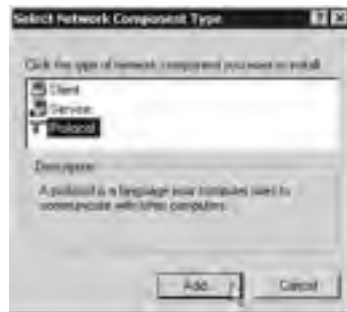 Select Network Component Type
Click the type of network component you want to install:
Client
Service
Protocol
Description
A protocol is a language your computer uses to
communicate with other computers.
Add...
Cancel